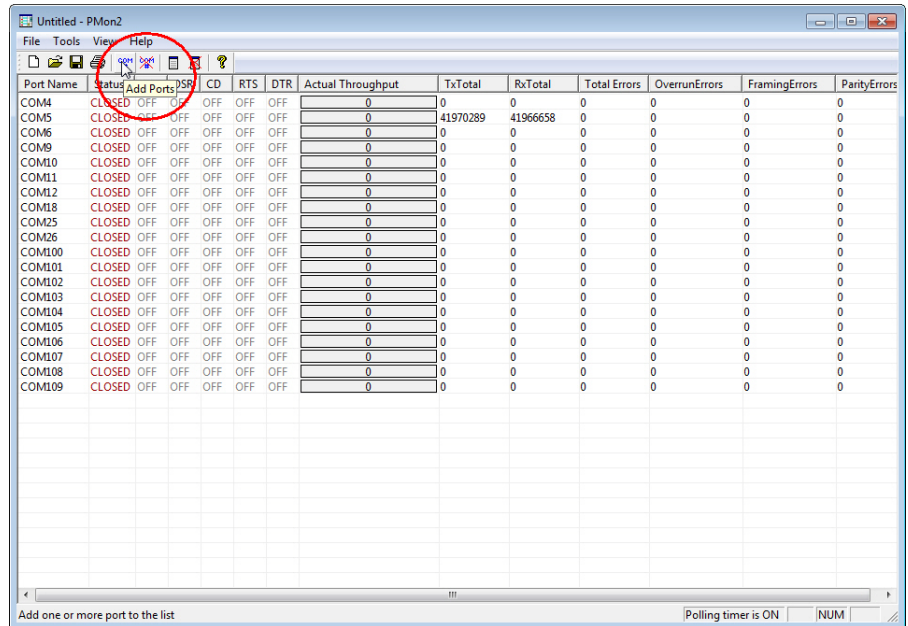 Untitled - PMon2
File Tools View Help
COM COM
Port Name Status DSR CD RTS DTR Actual Throughput TxTotal RxTotal Total Errors OverrunErrors FramingErrors ParityErrors
Add Ports
COM4 CLOSED OFF OFF OFF OFF OFF 0 0 0 0 0 0 0
COM5 CLOSED OFF OFF OFF OFF OFF 0 41970289 41966658 0 0 0 0
COM6 CLOSED OFF OFF OFF OFF OFF 0 0 0 0 0 0 0
COM9 CLOSED OFF OFF OFF OFF OFF 0 0 0 0 0 0 0
COM10 CLOSED OFF OFF OFF OFF OFF 0 0 0 0 0 0 0
COM11 CLOSED OFF OFF OFF OFF OFF 0 0 0 0 0 0 0
COM12 CLOSED OFF OFF OFF OFF OFF 0 0 0 0 0 0 0
COM18 CLOSED OFF OFF OFF OFF OFF 0 0 0 0 0 0 0
COM25 CLOSED OFF OFF OFF OFF OFF 0 0 0 0 0 0 0
COM26 CLOSED OFF OFF OFF OFF OFF 0 0 0 0 0 0 0
COM100 CLOSED OFF OFF OFF OFF OFF 0 0 0 0 0 0 0
COM101 CLOSED OFF OFF OFF OFF OFF 0 0 0 0 0 0 0
COM102 CLOSED OFF OFF OFF OFF OFF 0 0 0 0 0 0 0
COM103 CLOSED OFF OFF OFF OFF OFF 0 0 0 0 0 0 0
COM104 CLOSED OFF OFF OFF OFF OFF 0 0 0 0 0 0 0
COM105 CLOSED OFF OFF OFF OFF OFF 0 0 0 0 0 0 0
COM106 CLOSED OFF OFF OFF OFF OFF 0 0 0 0 0 0 0
COM107 CLOSED OFF OFF OFF OFF OFF 0 0 0 0 0 0 0
COM108 CLOSED OFF OFF OFF OFF OFF 0 0 0 0 0 0 0
COM109 CLOSED OFF OFF OFF OFF OFF 0 0 0 0 0 0 0
Add one or more port to the list Polling timer is ON NUM